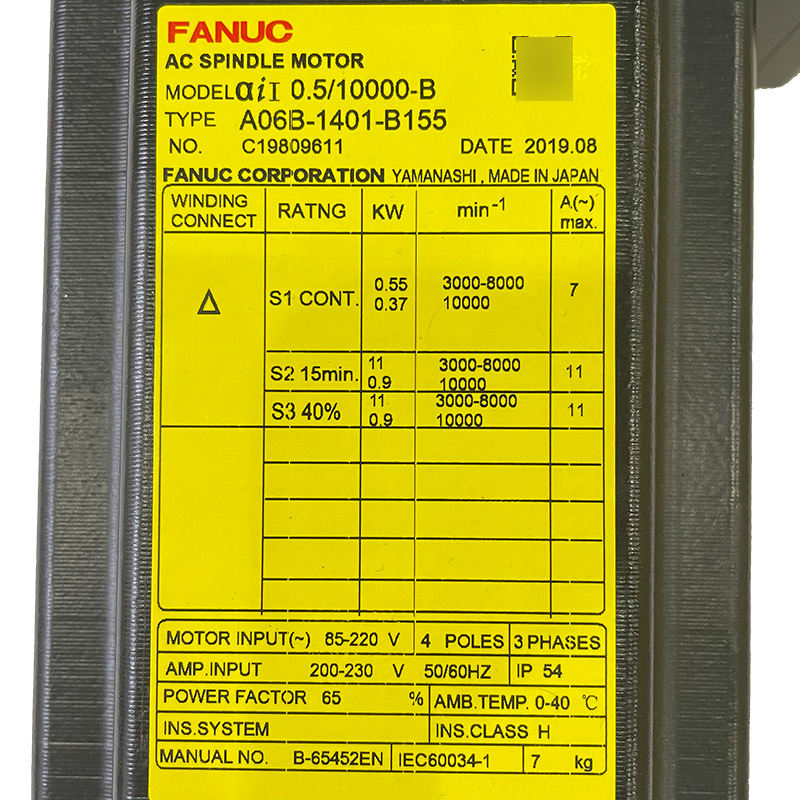 FANUC
AC SPINDLE MOTOR
MODEL αiI 0.5/10000-B
TYPE A06B-1401-B155
NO. C19809611 DATE 2019.08
FANUC CORPORATION YAMANASHI, MADE IN JAPAN
WINDING CONNECT RATNG KW min-1 A(~) max.
Δ S1 CONT. 0.55 3000-8000 7
0.37 10000
S2 15min. 11 3000-8000 11
0.9 10000
S3 40% 11 3000-8000 11
0.9 10000
MOTOR INPUT(~) 85-220 V 4 POLES 3 PHASES
AMP.INPUT 200-230 V 50/60HZ IP 54
POWER FACTOR 65 % AMB.TEMP. 0-40 ℃
INS.SYSTEM INS.CLASS H
MANUAL NO. B-65452EN IEC60034-1 7 kg